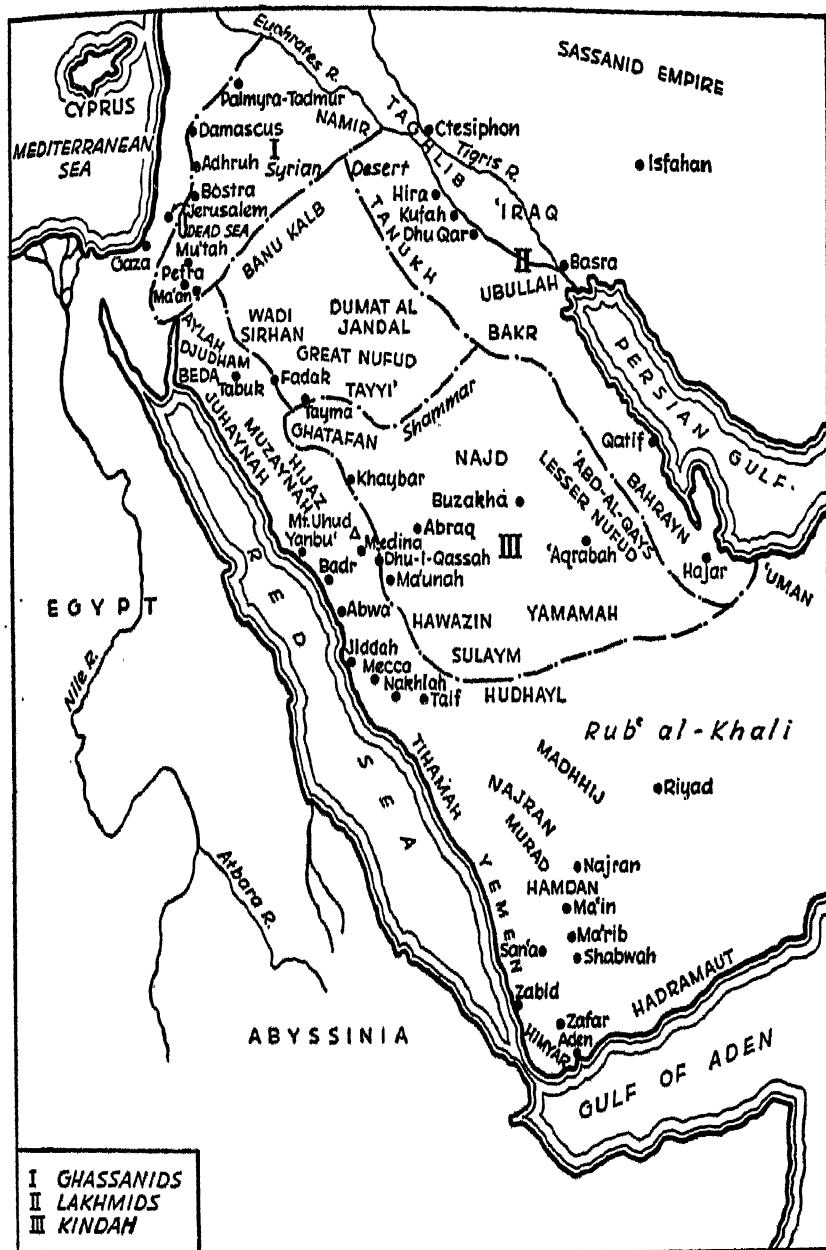 Euphrates R.
SASSANID EMPIRE
CYPRUS
Palmyra-Tadmur
NAMIR
TAGHLIB
Ctesiphon
MEDITERRANEAN
SEA
Damascus
I
Syrian Desert
Tigris R.
Isfahan
Adhruh
Bostra
Hira
'IRAQ
Jerusalem
Kufah
DEAD SEA
BANU KALB
TANUKH
Dhu Qar
Gaza
Mu'tah
II
Basra
Petra
UBULLAH
Ma'an
WADI
SIRHAN
DUMAT AL
JANDAL
BAKR
AYLAH
DJUDHAM
GREAT NUFUD
BEDA
Tabuk
Fadak
TAYYI'
PERSIAN GULF
Tayma
Shammar
JUHAYNAH
MUZAYNAH
HIJAZ
GHATAFAN
NAJD
Qatif
Khaybar
'ABD-AL-QAYS
LESSER NUFUD
BAHRAYN
Buzakha
Mt. Uhud
Abraq
III
'Aqrabah
Yanbu'
Medina
Dhu-l-Qassah
Hajar
Badr
Ma'unah
'UMAN
EGYPT
RED SEA
Abwa'
HAWAZIN
YAMAMAH
Jiddah
SULAYM
Mecca
Nakhlah
Taif
HUDHAYL
Nile R.
Rub' al-Khali
TIHAMAH
MADHHIJ
Riyad
NAJRAN
MURAD
Najran
YEMEN
HAMDAN
Ma'in
Atbara R.
Ma'rib
San'a
Shabwah
Zabid
HADRAMAUT
ABYSSINIA
Zafar
HIMYAR
Aden
GULF OF ADEN
I GHASSANIDS
II LAKHMIDS
III KINDAH